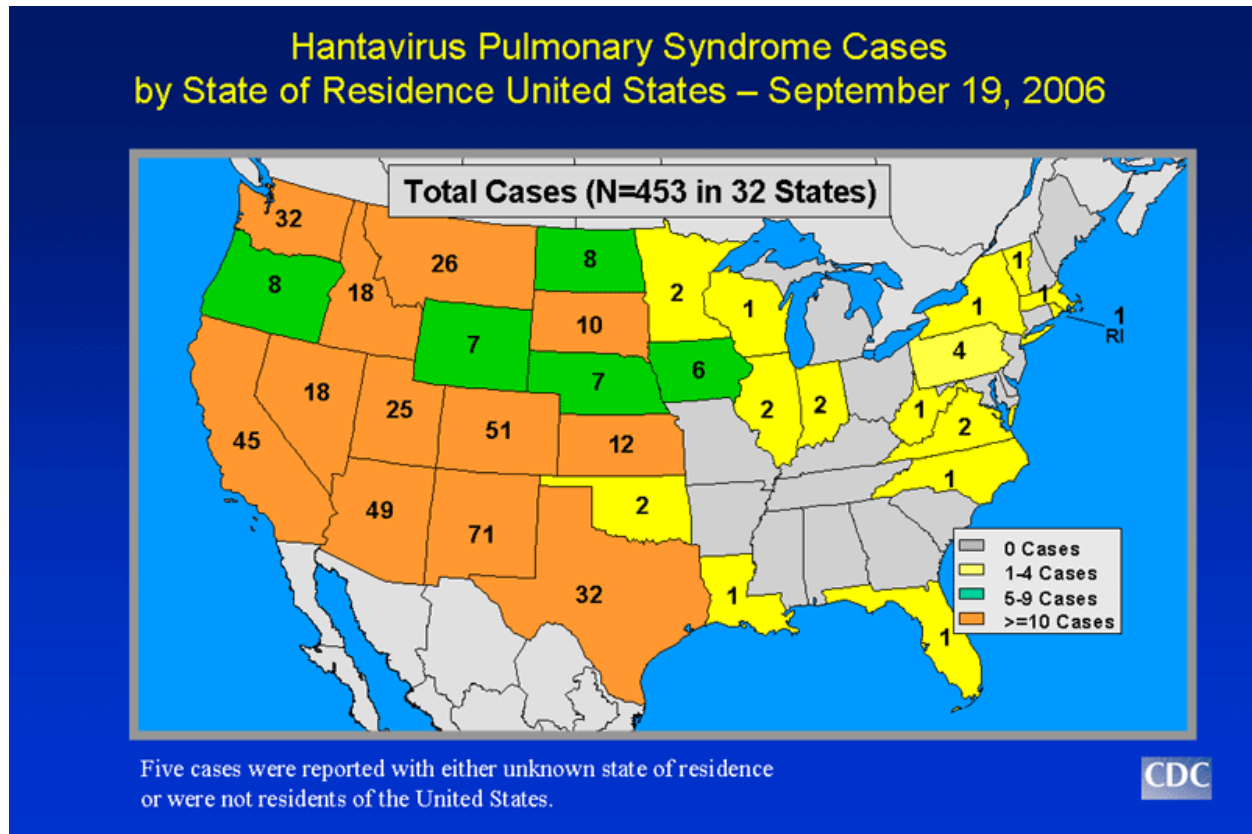 Hantavirus Pulmonary Syndrome Cases
by State of Residence United States – September 19, 2006
Total Cases (N=453 in 32 States)
32
26
8
8
18
2
1
1
1
1
1
RI
10
7
7
6
4
18
25
51
12
2
2
1
2
45
49
71
2
1
32
1
1
0 Cases
1-4 Cases
5-9 Cases
>=10 Cases
Five cases were reported with either unknown state of residence
or were not residents of the United States.
CDC